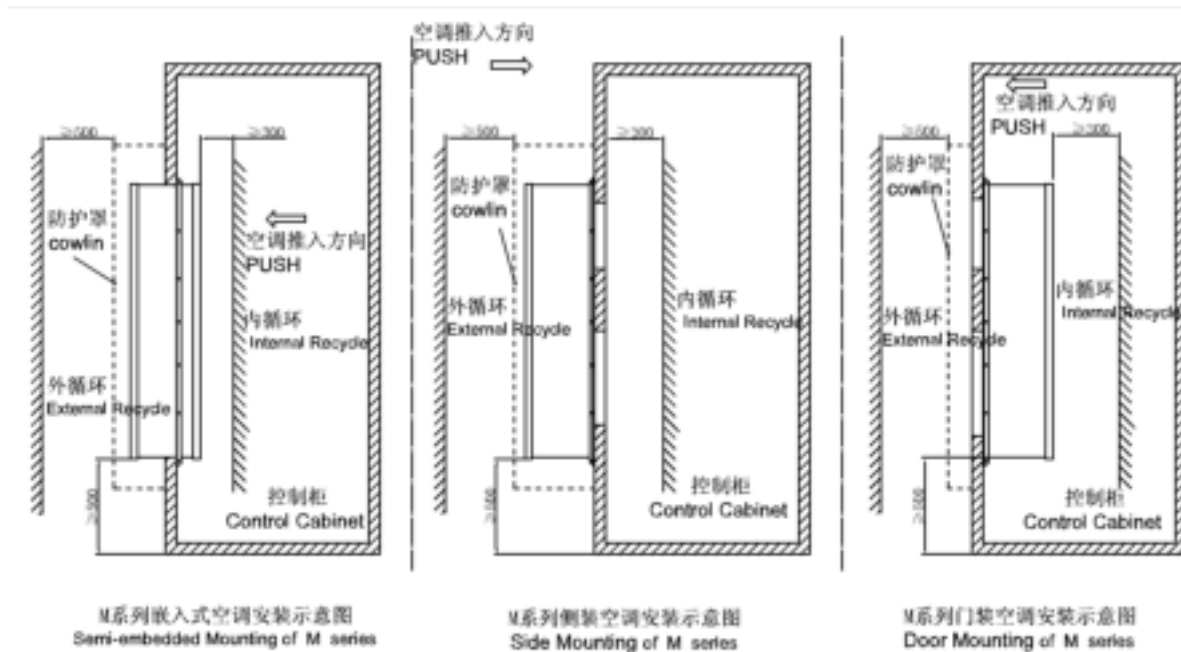 ≥500
≥300
防护罩
cowlin
空调推入方向
PUSH
内循环
Internal Recycle
外循环
External Recycle
≥500
控制柜
Control Cabinet
M系列嵌入式空调安装示意图
Semi-embedded Mounting of M series
空调推入方向
PUSH
≥500
≥300
防护罩
cowlin
外循环
External Recycle
内循环
Internal Recycle
≥500
控制柜
Control Cabinet
M系列侧装空调安装示意图
Side Mounting of M series
空调推入方向
PUSH
≥500
≥300
防护罩
cowlin
外循环
External Recycle
内循环
Internal Recycle
≥500
控制柜
Control Cabinet
M系列门装空调安装示意图
Door Mounting of M series